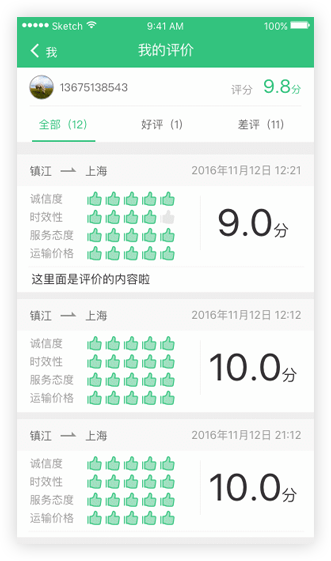 Sketch 9:41 AM 100%
我 我的评价
13675138543 评分 9.8分
全部（12） 好评（1） 差评（11）
镇江 上海 2016年11月12日 12:21
诚信度
时效性
服务态度
运输价格
9.0分
这里面是评价的内容啦
镇江 上海 2016年11月12日 12:12
诚信度
时效性
服务态度
运输价格
10.0分
镇江 上海 2016年11月12日 21:12
诚信度
时效性
服务态度
运输价格
10.0分